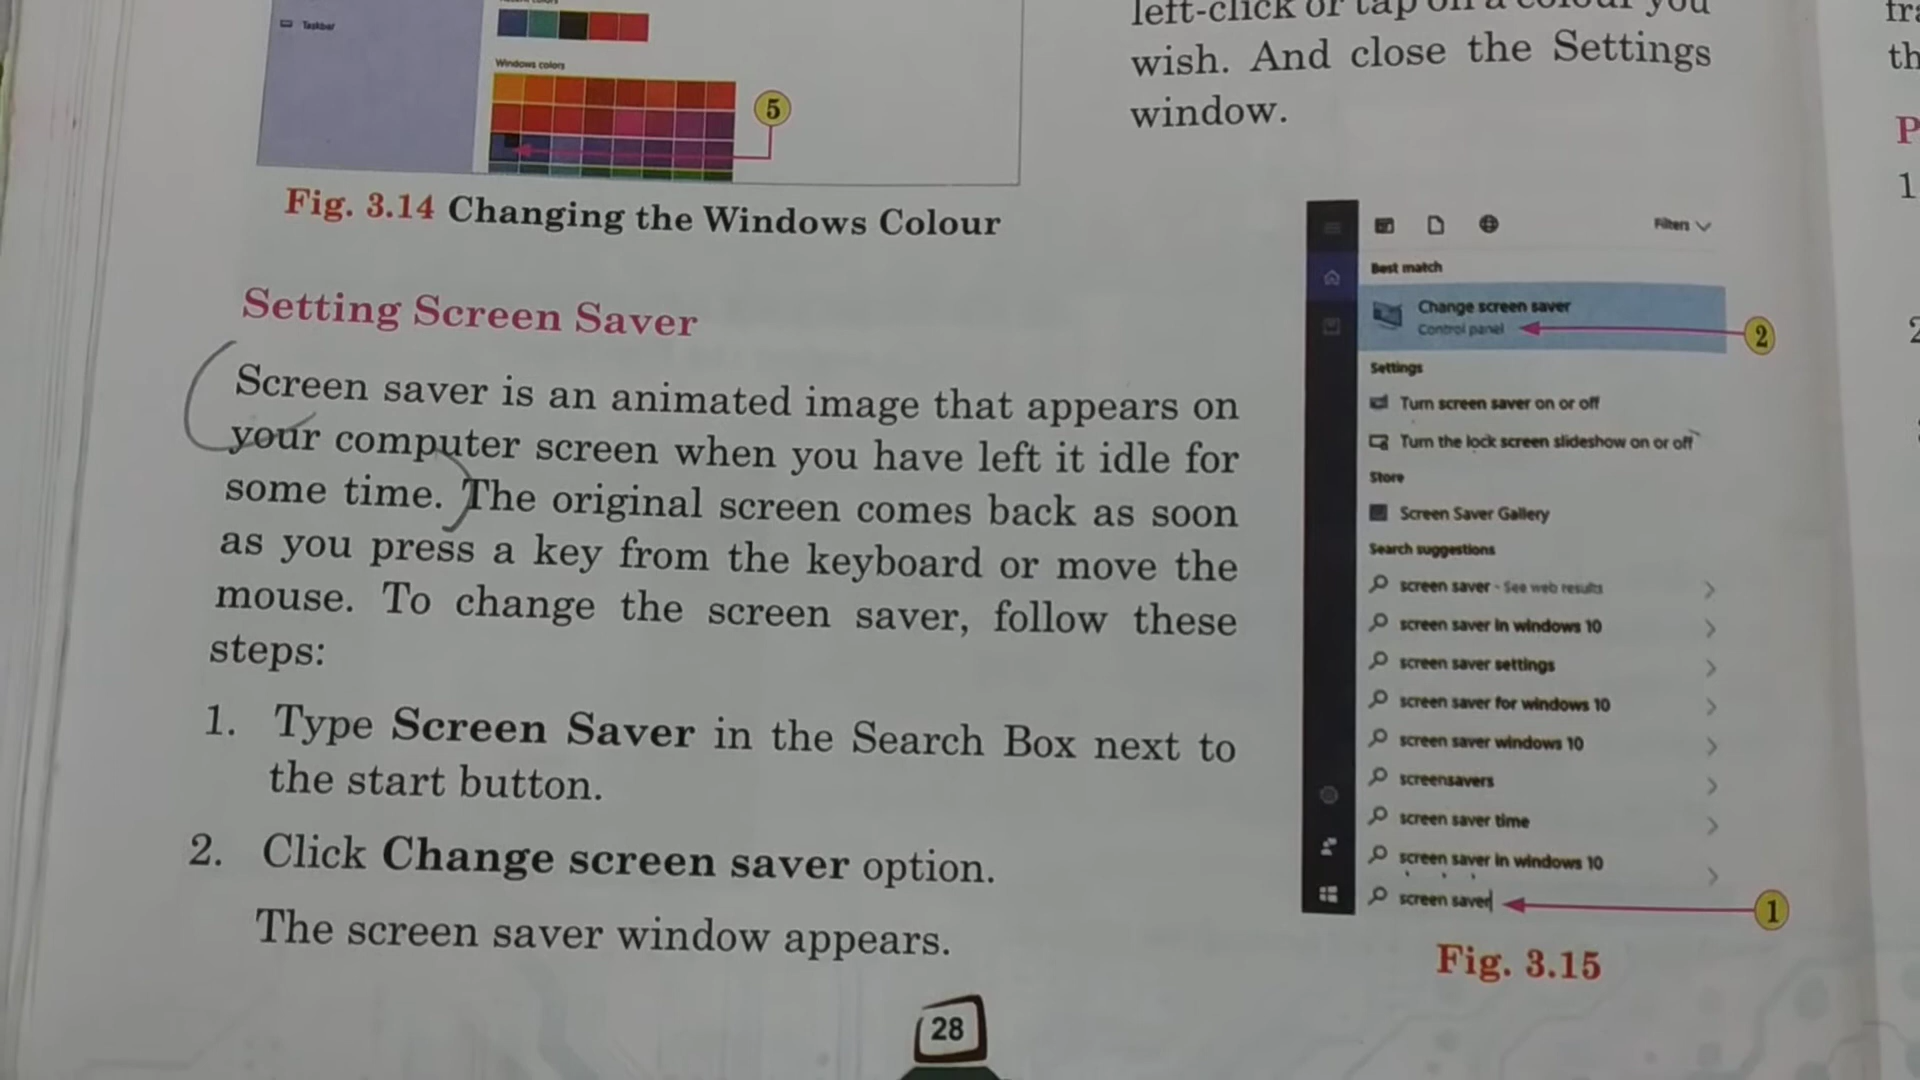 Taskbar
Windows colors
5
Fig. 3.14 Changing the Windows Colour
left-click or tap on a colour you
wish. And close the Settings
window.
Setting Screen Saver
Screen saver is an animated image that appears on
your computer screen when you have left it idle for
some time. The original screen comes back as soon
as you press a key from the keyboard or move the
mouse. To change the screen saver, follow these
steps:
1. Type Screen Saver in the Search Box next to
the start button.
2. Click Change screen saver option.
The screen saver window appears.
Filters
Best match
Change screen saver
Control panel
2
Settings
Turn screen saver on or off
Turn the lock screen slideshow on or off
Store
Screen Saver Gallery
Search suggestions
screen saver - See web results
screen saver in windows 10
screen saver settings
screen saver for windows 10
screen saver windows 10
screensavers
screen saver time
screen saver in windows 10
screen saver
1
Fig. 3.15
28
th
P
1